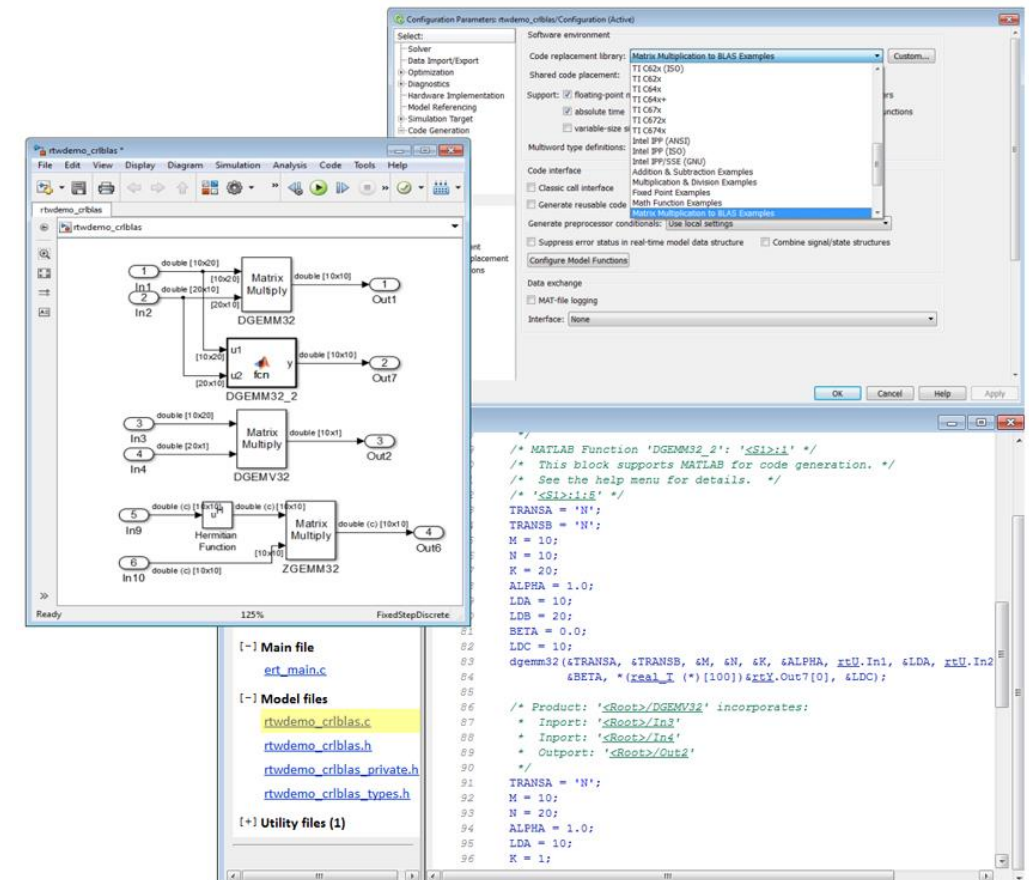 Configuration Parameters: rtwdemo_crlblas/Configuration (Active)
Select:
Solver
Data Import/Export
Optimization
Diagnostics
Hardware Implementation
Model Referencing
Simulation Target
Code Generation
Software environment
Code replacement library: Matrix Multiplication to BLAS Examples Custom...
Shared code placement:
TI C62x (ISO)
TI C62x
TI C64x
TI C64x+
TI C67x
TI C672x
TI C674x
Intel IPP (ANSI)
Intel IPP (ISO)
Intel IPP/SSE (GNU)
Addition & Subtraction Examples
Multiplication & Division Examples
Fixed Point Examples
Math Function Examples
Matrix Multiplication to BLAS Examples
Support: floating-point n
ers
absolute time
unctions
variable-size si
Multiword type definitions:
Code interface
Classic call interface
Generate reusable code
Generate preprocessor conditionals: Use local settings
Suppress error status in real-time model data structure Combine signal/state structures
Configure Model Functions
Data exchange
MAT-file logging
Interface: None
ent
placement
ons
OK Cancel Help Apply
rtwdemo_crlblas *
File Edit View Display Diagram Simulation Analysis Code Tools Help
rtwdemo_crlblas
rtwdemo_crlblas
1
In1
double [10x20]
[10x20]
2
In2
double [20x10]
[20x10]
Matrix
Multiply
DGEMM32
double [10x10]
1
Out1
[10x20]
u1
[20x10]
u2
fcn
y
DGEMM32_2
double [10x10]
2
Out7
3
In3
double [10x20]
4
In4
double [20x1]
Matrix
Multiply
DGEMV32
double [10x1]
3
Out2
5
In9
double (c) [10x10]
uH
Hermitian
Function
double (c) [10x10]
6
In10
double (c) [10x10]
[10x10]
Matrix
Multiply
ZGEMM32
double (c) [10x10]
4
Out6
Ready 125% FixedStepDiscrete
[-] Main file
ert_main.c
[-] Model files
rtwdemo_crlblas.c
rtwdemo_crlblas.h
rtwdemo_crlblas_private.h
rtwdemo_crlblas_types.h
[+] Utility files (1)
*/
/* MATLAB Function 'DGEMM32_2': '<S1>:1' */
/* This block supports MATLAB for code generation. */
/* See the help menu for details. */
/* '<S1>:1:5' */
TRANSA = 'N';
TRANSB = 'N';
M = 10;
N = 10;
K = 20;
ALPHA = 1.0;
LDA = 10;
LDB = 20;
81 BETA = 0.0;
82 LDC = 10;
83 dgemm32(&TRANSA, &TRANSB, &M, &N, &K, &ALPHA, rtU.In1, &LDA, rtU.In2
84 &BETA, *(real_T (*)[100])&rtY.Out7[0], &LDC);
85
86 /* Product: '<Root>/DGEMV32' incorporates:
87 * Inport: '<Root>/In3'
88 * Inport: '<Root>/In4'
89 * Outport: '<Root>/Out2'
90 */
91 TRANSA = 'N';
92 M = 10;
93 N = 20;
94 ALPHA = 1.0;
95 LDA = 10;
96 K = 1;